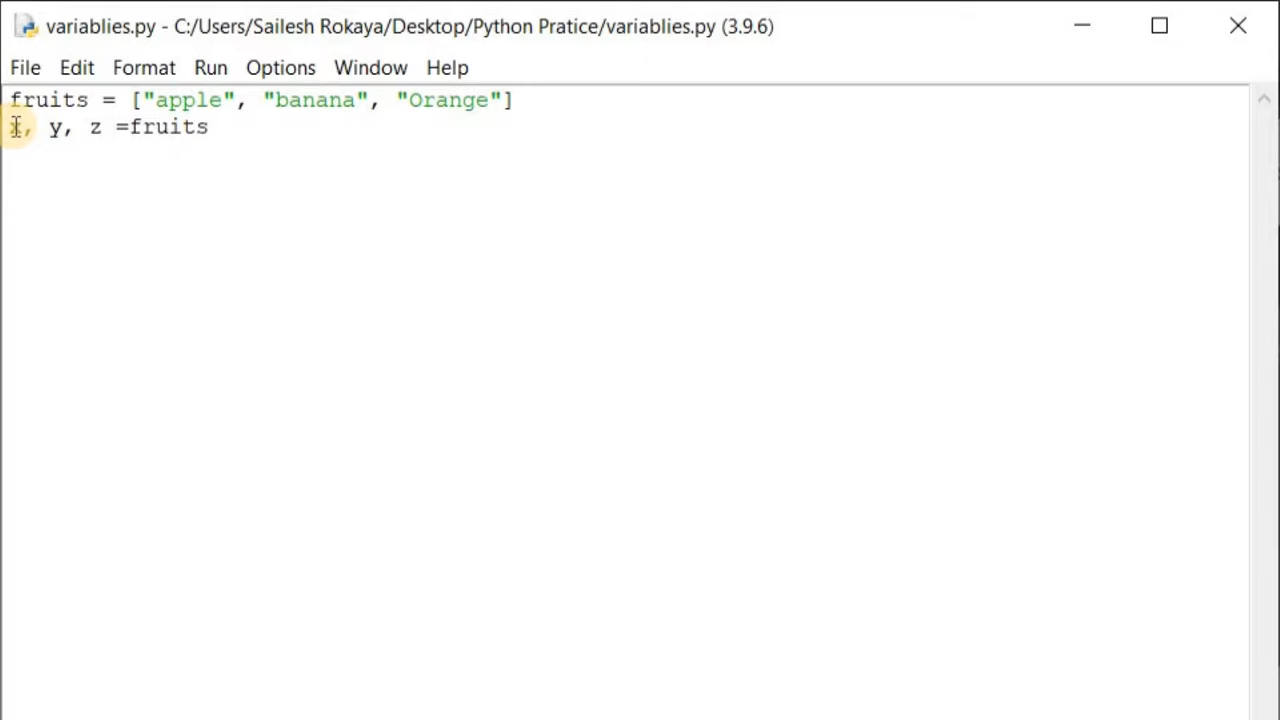 variablies.py - C:/Users/Sailesh Rokaya/Desktop/Python Pratice/variablies.py (3.9.6)
File Edit Format Run Options Window Help
fruits = ["apple", "banana", "Orange"]
x, y, z =fruits